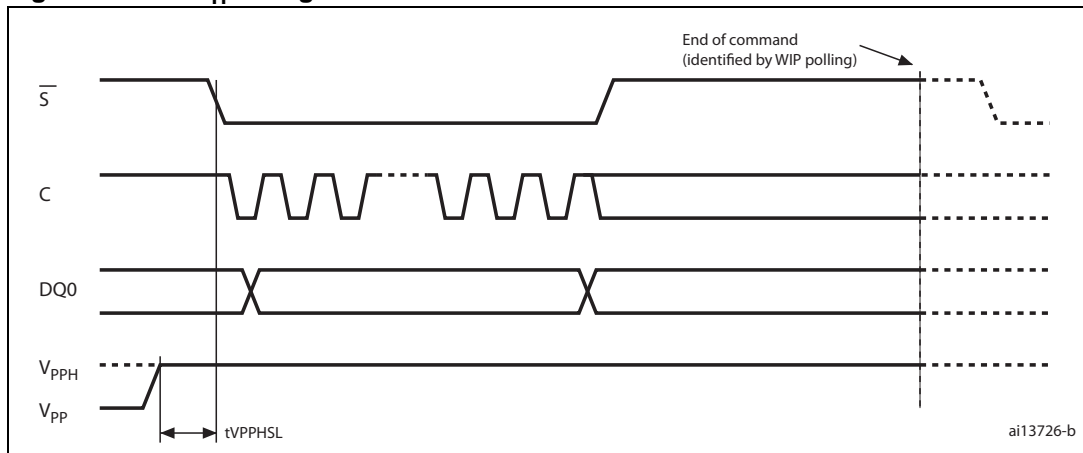 End of command
(identified by WIP polling)
S
C
DQ0
VPPH
VPP
tVPPHSL
ai13726-b